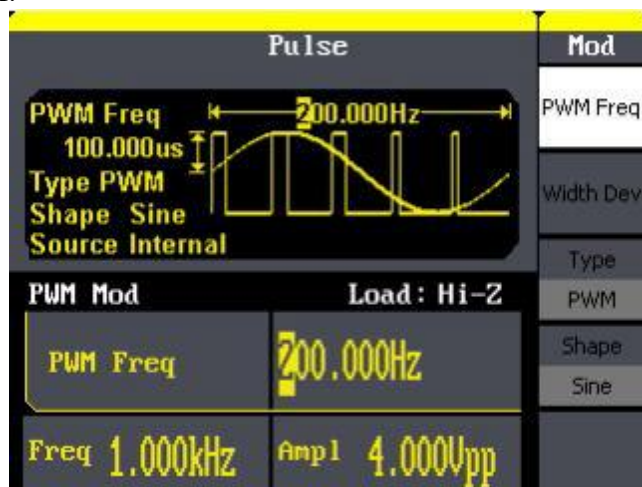 Pulse
Mod
PWM Freq 200.000Hz
100.000us
Type PWM
Shape Sine
Source Internal
PWM Mod Load: Hi-Z
PWM Freq 200.000Hz
Freq 1.000kHz Ampl 4.000Vpp
PWM Freq
Width Dev
Type
PWM
Shape
Sine